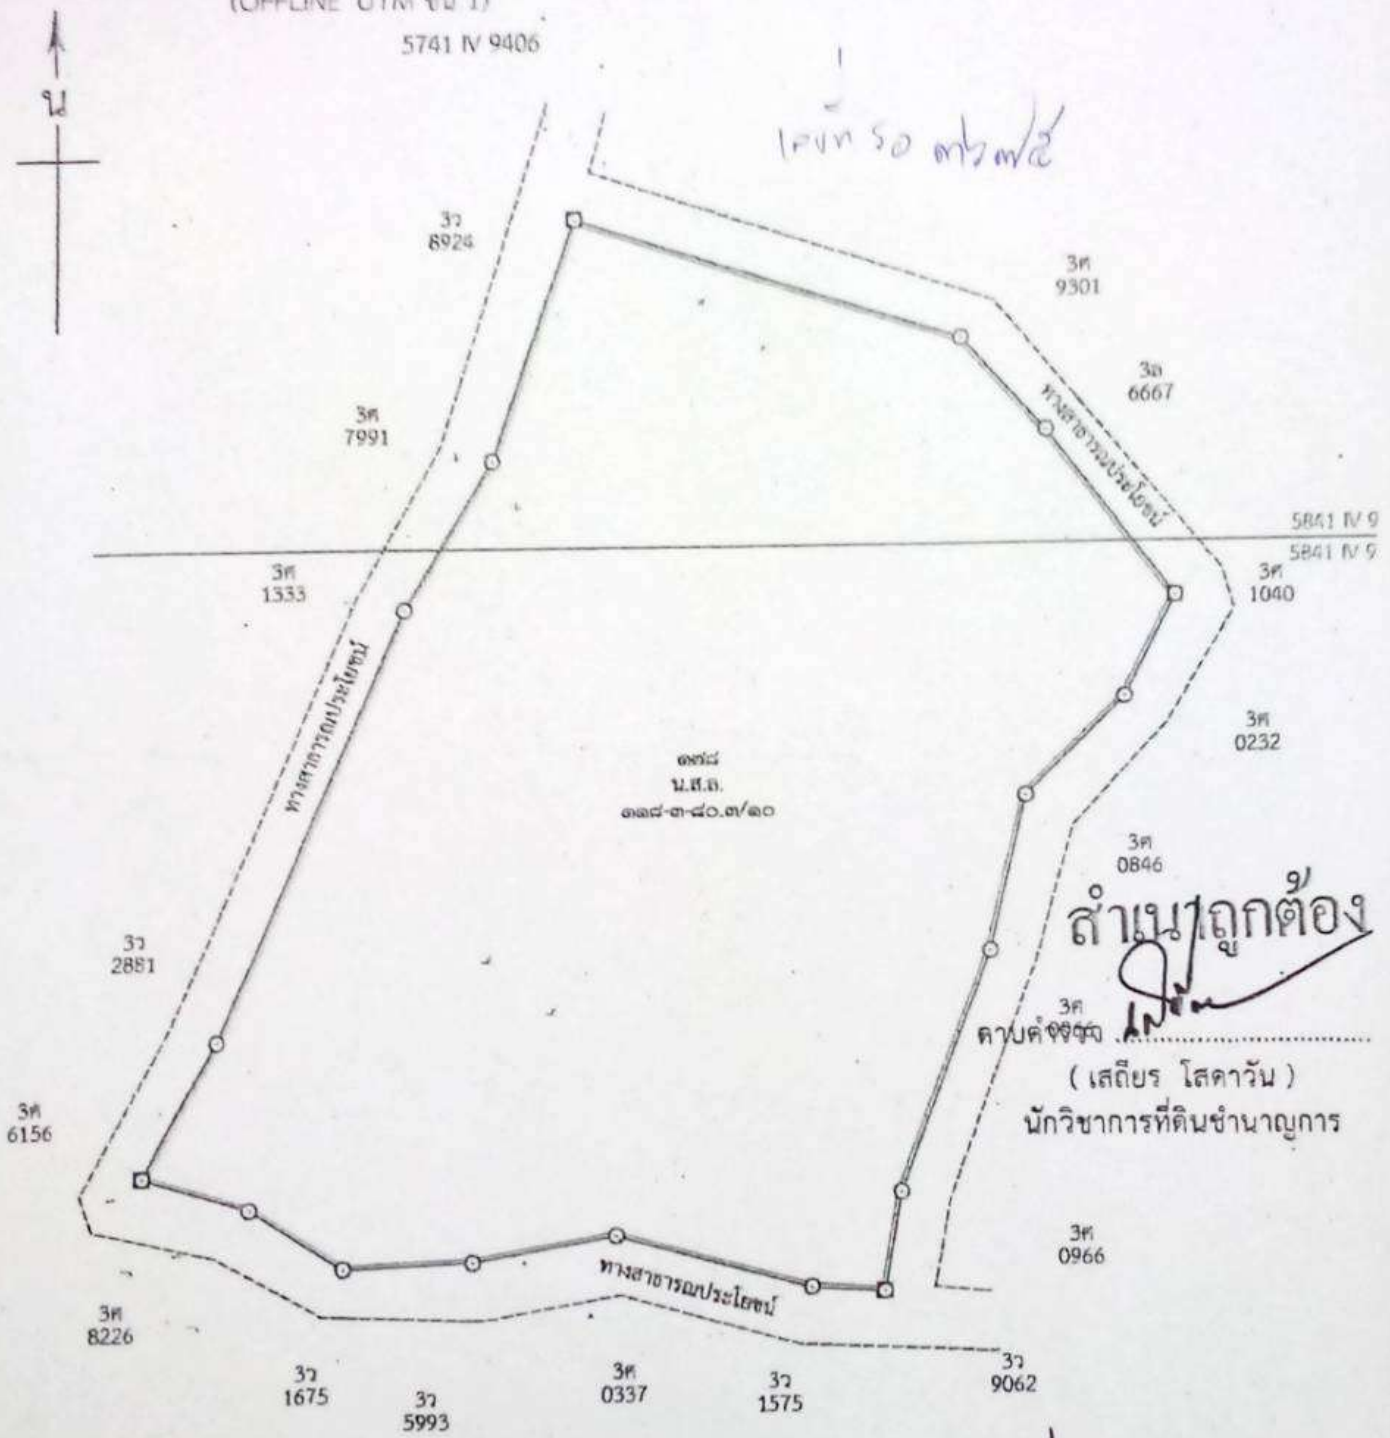 (OFFLINE UTM ชั้น 1)
5741 IV 9406
น
3ว
8924
3ศ
9301
3ล
6667
3ศ
7991
ทางสาธารณประโยชน์
5841 IV 9
5841 IV 9
3ศ
1333
3ศ
1040
ทางสาธารณประโยชน์
3ศ
0232
๑๗๘
น.ส.ล.
๑๑๘-๓-๘๐.๓/๑๐
3ศ
0846
สำเนาถูกต้อง
3ว
2881
3ศ
(เสถียร โสดาวัน)
นักวิชาการที่ดินชำนาญการ
3ศ
6156
3ศ
0966
ทางสาธารณประโยชน์
3ศ
8226
3ว
1675
3ว
5993
3ศ
0337
3ว
1575
3ว
9062